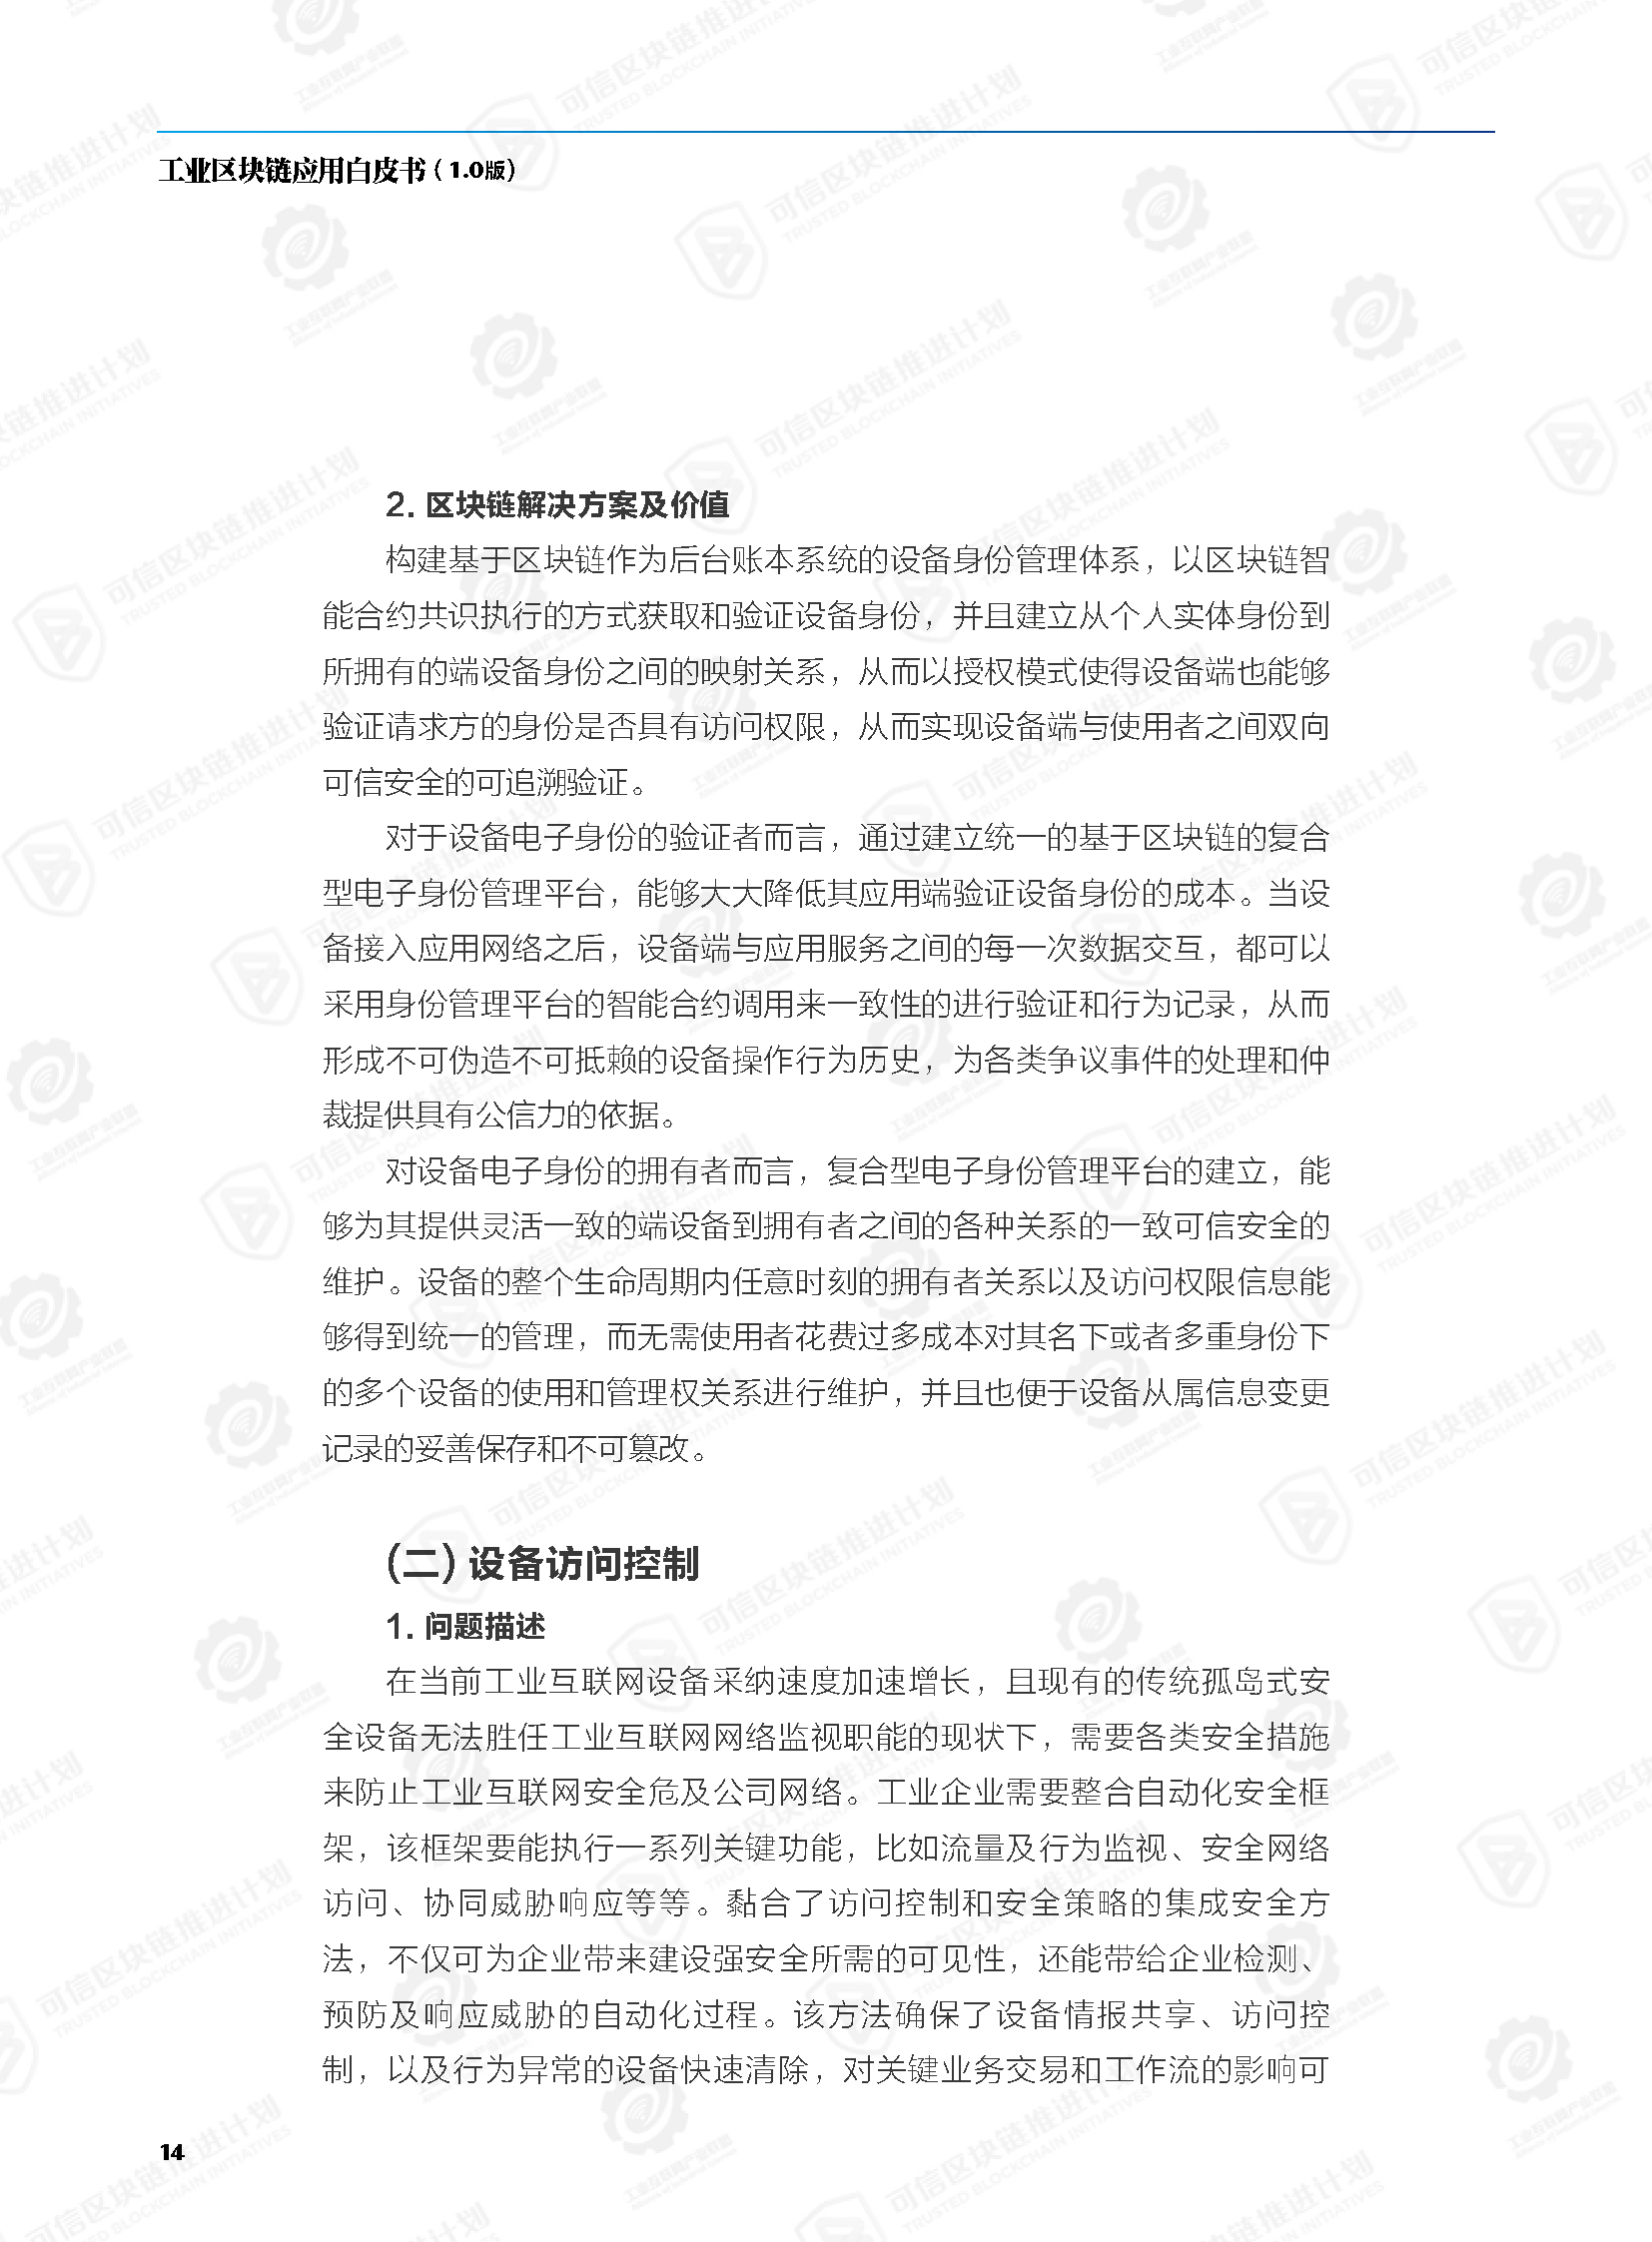 工业区块链应用白皮书（1.0版）
2. 区块链解决方案及价值
构建基于区块链作为后台账本系统的设备身份管理体系，以区块链智
能合约共识执行的方式获取和验证设备身份，并且建立从个人实体身份到
所拥有的端设备身份之间的映射关系，从而以授权模式使得设备端也能够
验证请求方的身份是否具有访问权限，从而实现设备端与使用者之间双向
可信安全的可追溯验证。
对于设备电子身份的验证者而言，通过建立统一的基于区块链的复合
型电子身份管理平台，能够大大降低其应用端验证设备身份的成本。当设
备接入应用网络之后，设备端与应用服务之间的每一次数据交互，都可以
采用身份管理平台的智能合约调用来一致性的进行验证和行为记录，从而
形成不可伪造不可抵赖的设备操作行为历史，为各类争议事件的处理和仲
裁提供具有公信力的依据。
对设备电子身份的拥有者而言，复合型电子身份管理平台的建立，能
够为其提供灵活一致的端设备到拥有者之间的各种关系的一致可信安全的
维护。设备的整个生命周期内任意时刻的拥有者关系以及访问权限信息能
够得到统一的管理，而无需使用者花费过多成本对其名下或者多重身份下
的多个设备的使用和管理权关系进行维护，并且也便于设备从属信息变更
记录的妥善保存和不可篡改。
(二) 设备访问控制
1. 问题描述
在当前工业互联网设备采纳速度加速增长，且现有的传统孤岛式安
全设备无法胜任工业互联网网络监视职能的现状下，需要各类安全措施
来防止工业互联网安全危及公司网络。工业企业需要整合自动化安全框
架，该框架要能执行一系列关键功能，比如流量及行为监视、安全网络
访问、协同威胁响应等等。黏合了访问控制和安全策略的集成安全方
法，不仅可为企业带来建设强安全所需的可见性，还能带给企业检测、
预防及响应威胁的自动化过程。该方法确保了设备情报共享、访问控
制，以及行为异常的设备快速清除，对关键业务交易和工作流的影响可
14